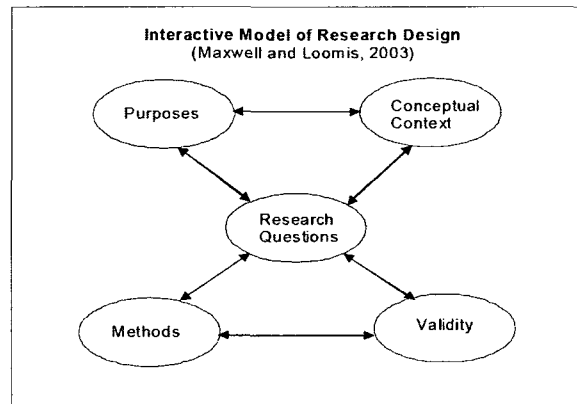 Interactive Model of Research Design
(Maxwell and Loomis, 2003)
Purposes
Conceptual
Context
Research
Questions
Methods
Validity